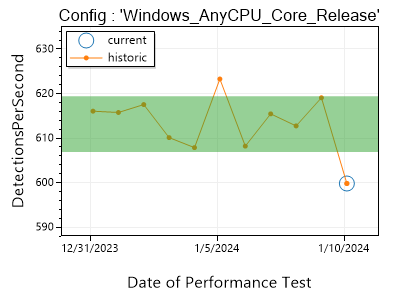 Config : 'Windows_AnyCPU_Core_Release'
current
historic
DetectionsPerSecond
630
620
610
600
590
12/31/2023
1/5/2024
1/10/2024
Date of Performance Test